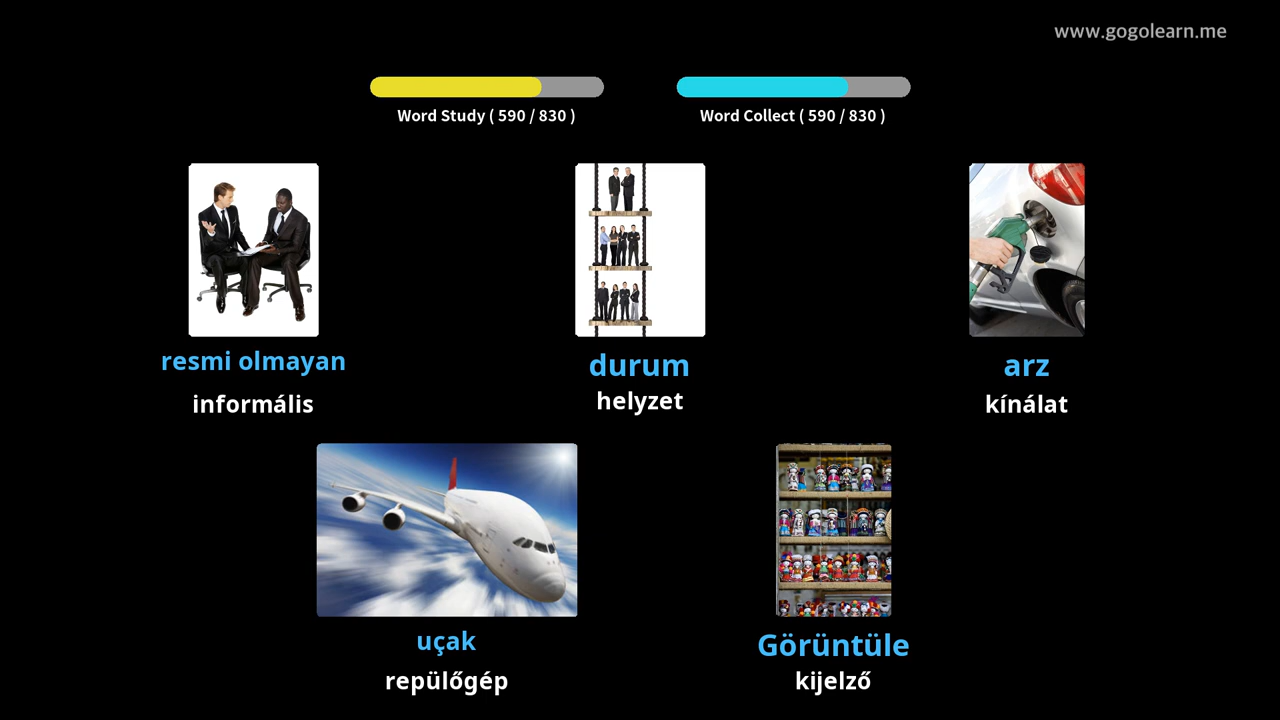 www.gogolearn.me
Word Study ( 590 / 830 )
Word Collect ( 590 / 830 )
resmi olmayan
informális
durum
helyzet
arz
kínálat
uçak
repülőgép
Görüntüle
kijelző